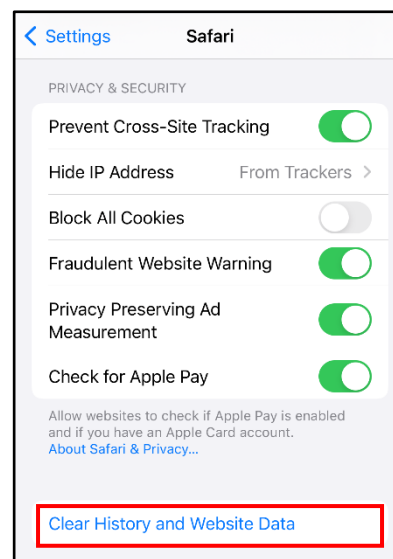 Settings
Safari
PRIVACY & SECURITY
Prevent Cross-Site Tracking
Hide IP Address
From Trackers
Block All Cookies
Fraudulent Website Warning
Privacy Preserving Ad
Measurement
Check for Apple Pay
Allow websites to check if Apple Pay is enabled
and if you have an Apple Card account.
About Safari & Privacy...
Clear History and Website Data